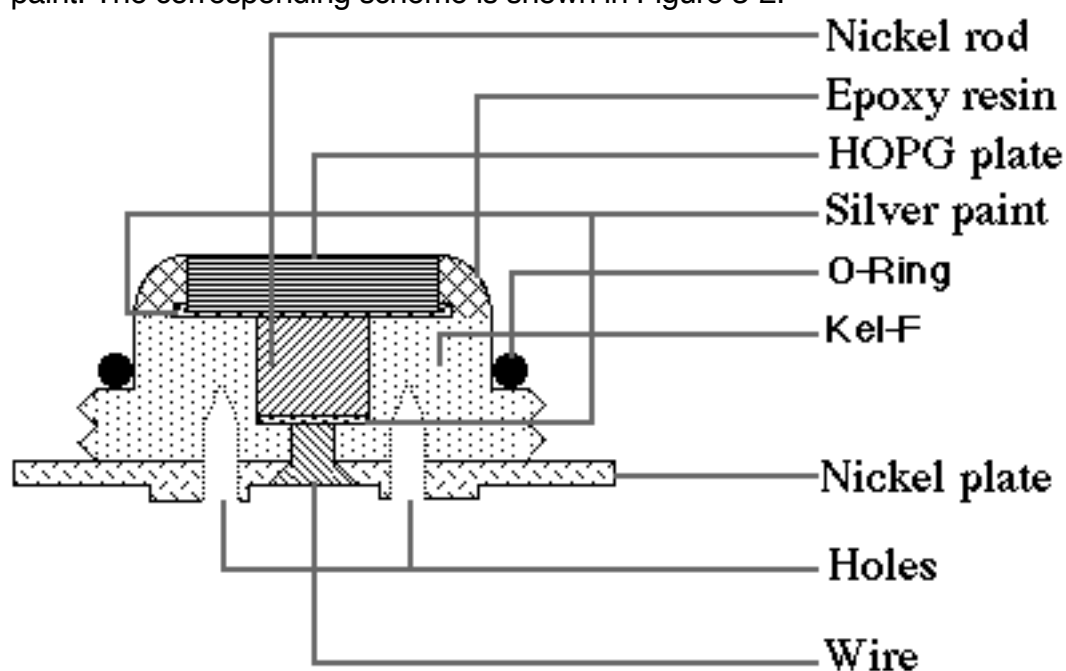 paint. The corresponding scheme is shown in Figure 3-2.
Nickel rod
Epoxy resin
HOPG plate
Silver paint
O-Ring
Kel-F
Nickel plate
Holes
Wire